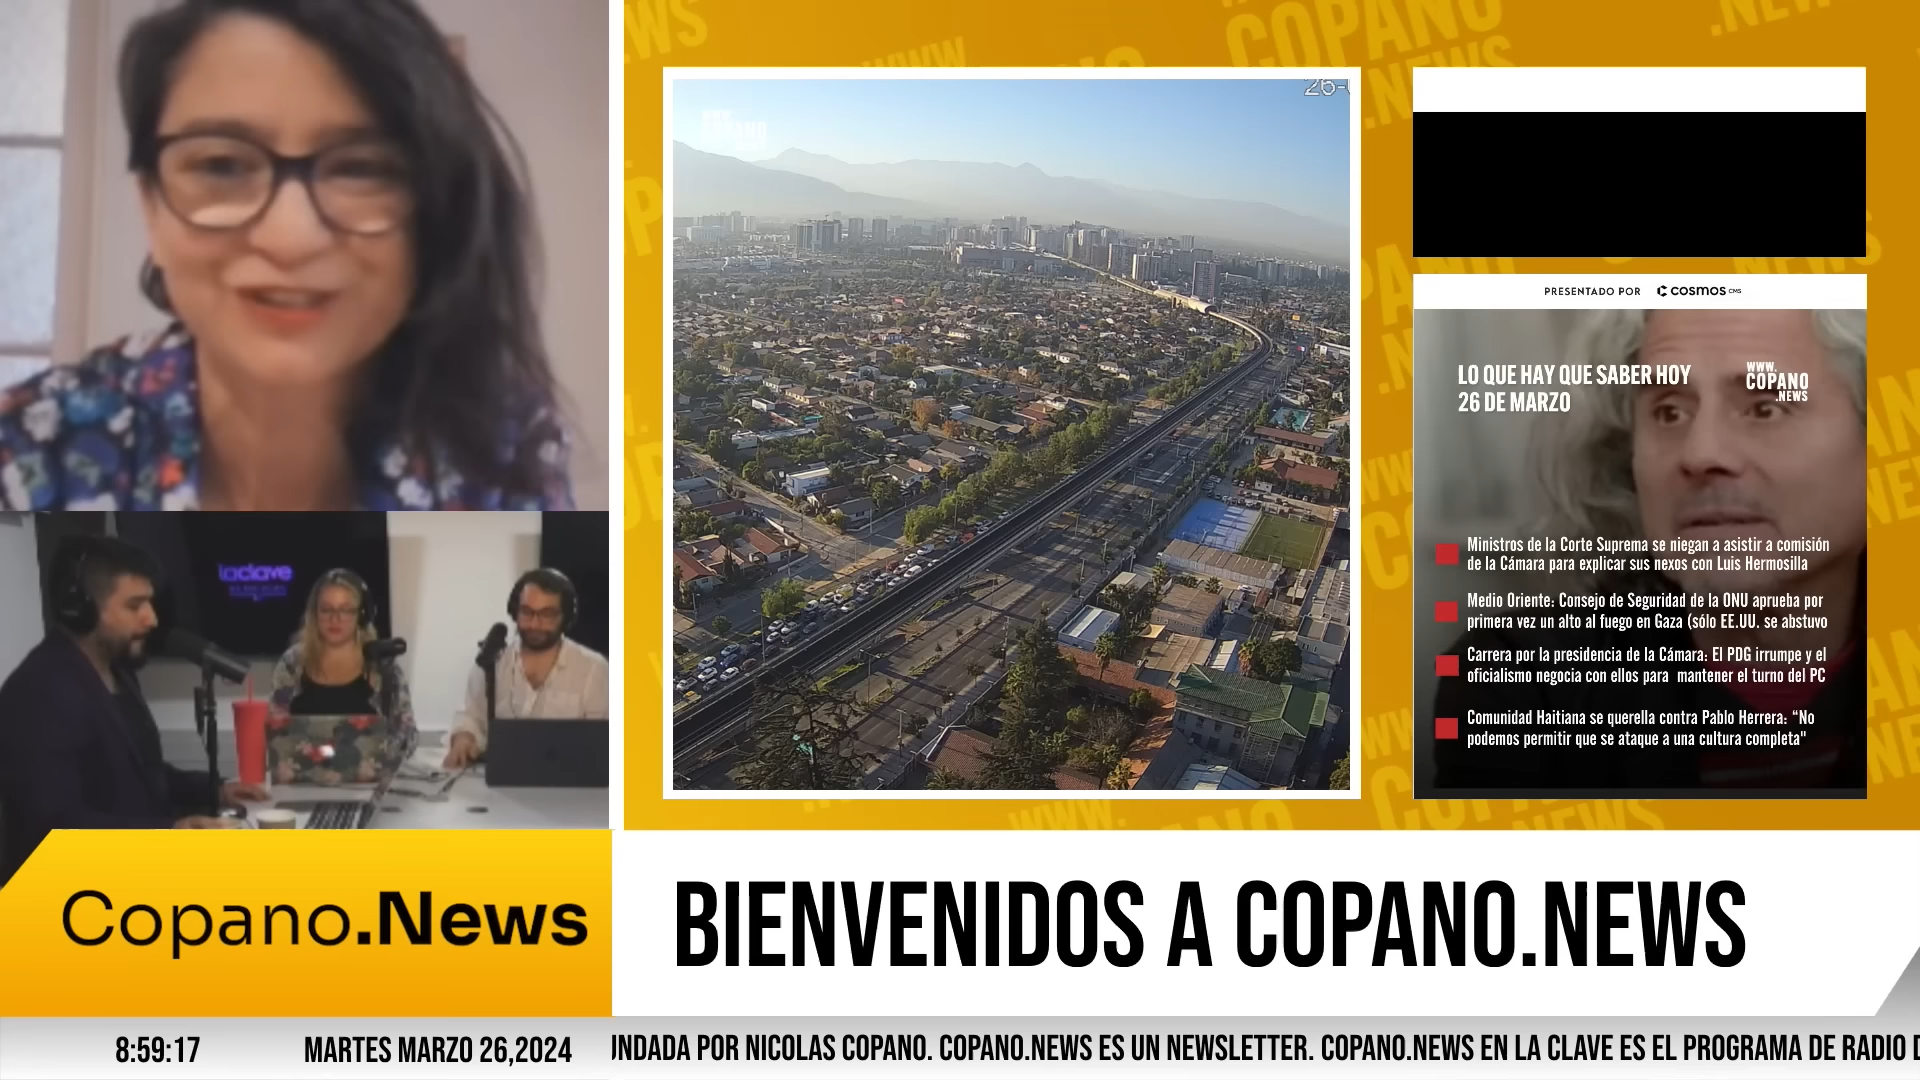 26-
WWW.
COPANO
.NEWS
PRESENTADO POR COSMOS CMS
LO QUE HAY QUE SABER HOY
26 DE MARZO
WWW.
COPANO
.NEWS
Ministros de la Corte Suprema se niegan a asistir a comisión
de la Cámara para explicar sus nexos con Luis Hermosilla
Medio Oriente: Consejo de Seguridad de la ONU aprueba por
primera vez un alto al fuego en Gaza (sólo EE.UU. se abstuvo
Carrera por la presidencia de la Cámara: El PDG irrumpe y el
oficialismo negocia con ellos para mantener el turno del PC
Comunidad Haitiana se querella contra Pablo Herrera: “No
podemos permitir que se ataque a una cultura completa"
laclave
Copano.News
BIENVENIDOS A COPANO.NEWS
8:59:17 MARTES MARZO 26,2024
UNDADA POR NICOLAS COPANO. COPANO.NEWS ES UN NEWSLETTER. COPANO.NEWS EN LA CLAVE ES EL PROGRAMA DE RADIO D